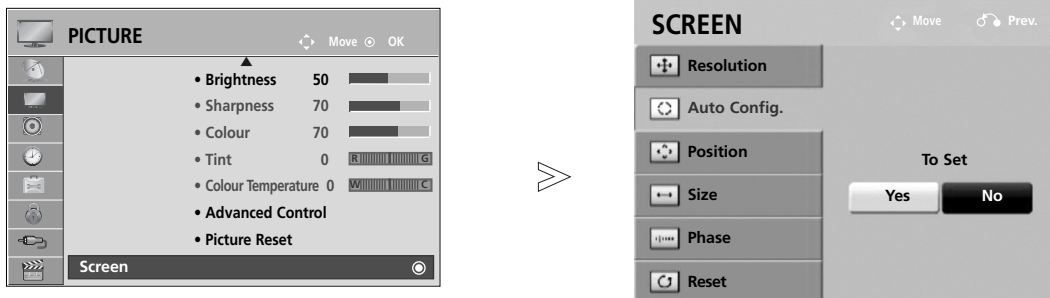 PICTURE
Move OK
• Brightness 50
• Sharpness 70
• Colour 70
• Tint 0 R G
• Colour Temperature 0 W C
• Advanced Control
• Picture Reset
Screen
SCREEN
Move Prev.
Resolution
Auto Config.
Position
Size
Phase
Reset
To Set
Yes No